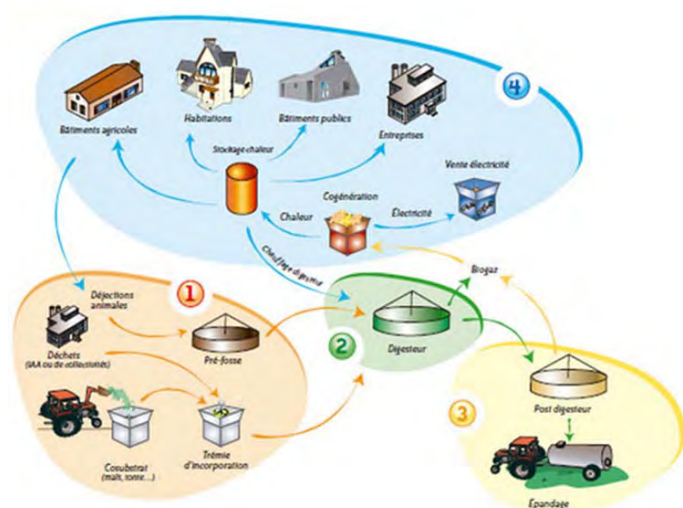 4
Habitations
Bâtiments publics
Bâtiments agricoles
Entreprises
Stockage chaleur
Vente électricité
Cogénération
Chaleur
Électricité
Chauffage digesteur
Biogaz
1
Déjections
animales
Déchets
(IAA ou de collectivités)
Pré-fosse
2
Digesteur
3
Post digesteur
Cosubstrat
(maïs, tonte...)
Trémie
d'incorporation
Épandage